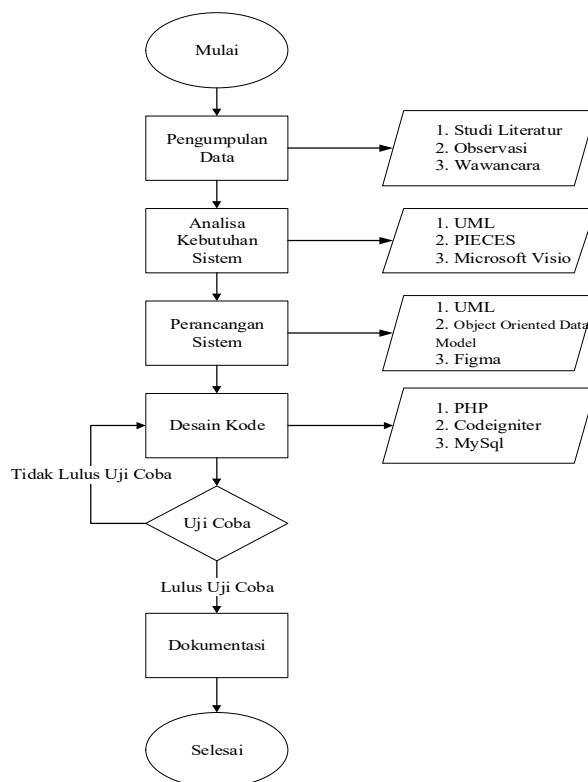 Mulai
Pengumpulan
Data
1. Studi Literatur
2. Observasi
3. Wawancara
Analisa
Kebutuhan
Sistem
1. UML
2. PIECES
3. Microsoft Visio
Perancangan
Sistem
1. UML
2. Object Oriented Data
Model
3. Figma
Desain Kode
1. PHP
2. Codeigniter
3. MySql
Tidak Lulus Uji Coba
Uji Coba
Lulus Uji Coba
Dokumentasi
Selesai